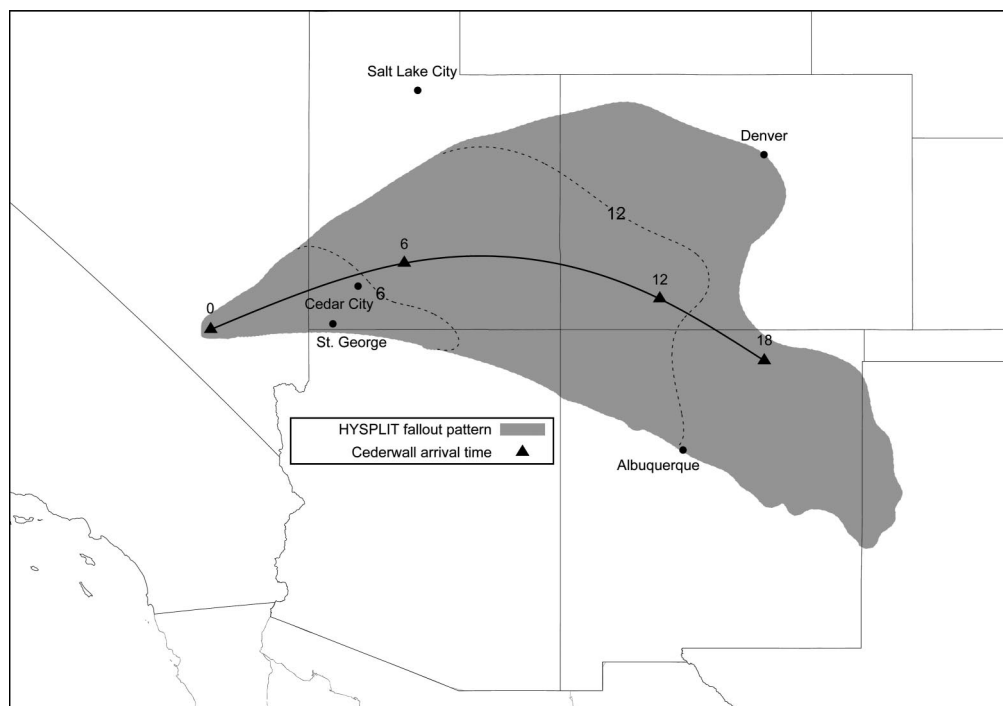 Salt Lake City
Denver
12
6
0
6
Cedar City
12
St. George
18
HYSPLIT fallout pattern
Cederwall arrival time
Albuquerque